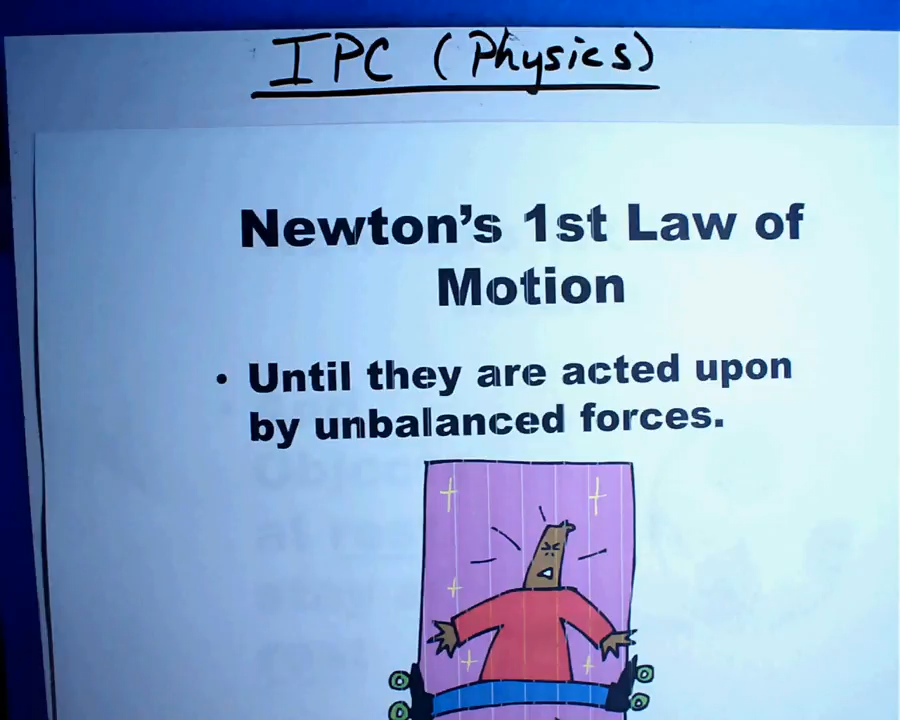 IPC (Physics)
Newton's 1st Law of
Motion
• Until they are acted upon
by unbalanced forces.